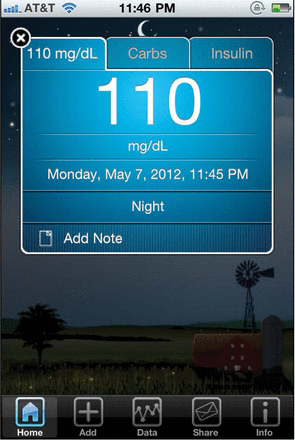 AT&T 11:46 PM
110 mg/dL Carbs Insulin
110
mg/dL
Monday, May 7, 2012, 11:45 PM
Night
Add Note
Home Add Data Share Info